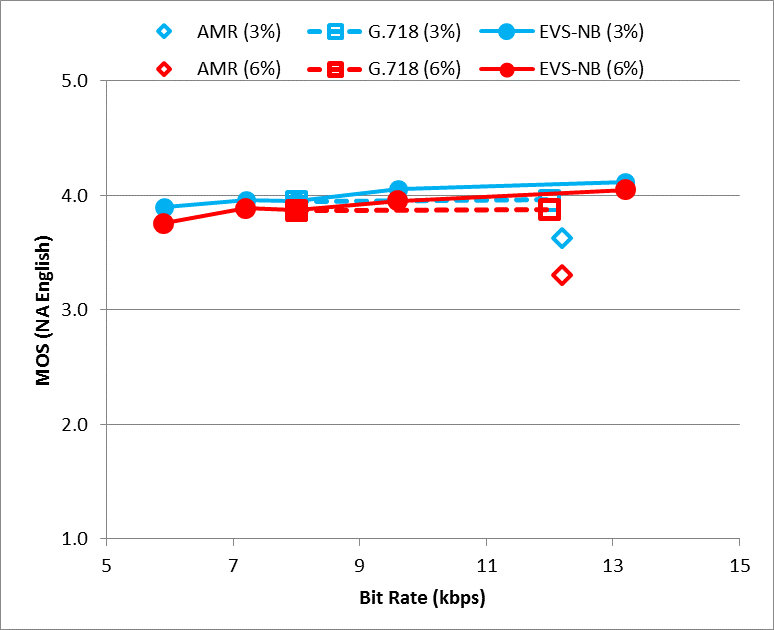 AMR (3%) G.718 (3%) EVS-NB (3%)
AMR (6%) G.718 (6%) EVS-NB (6%)
5.0
4.0
3.0
2.0
1.0
MOS (NA English)
5 7 9 11 13 15
Bit Rate (kbps)